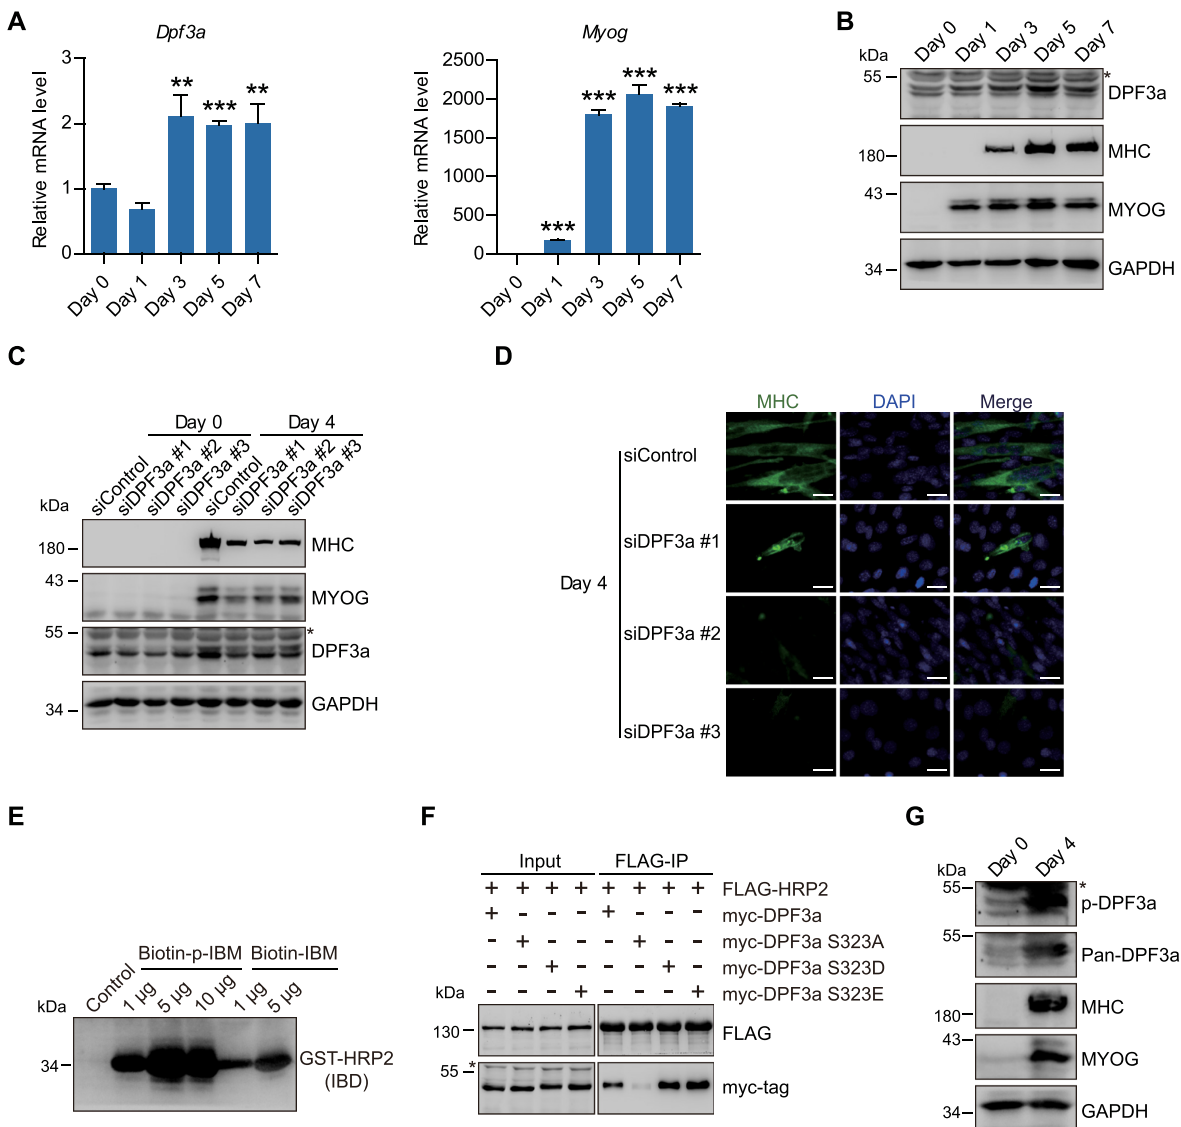 A
Dpf3a
Relative mRNA level
3
2
1
0
**
***
**
Day 0
Day 1
Day 3
Day 5
Day 7
Myog
Relative mRNA level
2500
2000
1500
1000
500
0
***
***
***
***
Day 0
Day 1
Day 3
Day 5
Day 7
B
Day 0
Day 1
Day 3
Day 5
Day 7
kDa
55
*
DPF3a
MHC
180
43
MYOG
34
GAPDH
C
Day 0
Day 4
siControl
siDPF3a #1
siDPF3a #2
siDPF3a #3
siControl
siDPF3a #1
siDPF3a #2
siDPF3a #3
kDa
180
MHC
43
MYOG
55
*
DPF3a
34
GAPDH
D
MHC
DAPI
Merge
Day 4
siControl
siDPF3a #1
siDPF3a #2
siDPF3a #3
E
Biotin-p-IBM
Biotin-IBM
Control
1 µg
5 µg
10 µg
1 µg
5 µg
kDa
34
GST-HRP2
(IBD)
F
Input
FLAG-IP
+ + + + + + + + FLAG-HRP2
+ - - - + - - - myc-DPF3a
- + - - - + - - myc-DPF3a S323A
- - + - - - + - myc-DPF3a S323D
- - - + - - - + myc-DPF3a S323E
kDa
130
FLAG
55
*
myc-tag
G
Day 0
Day 4
kDa
55
*
p-DPF3a
55
Pan-DPF3a
MHC
180
43
MYOG
34
GAPDH